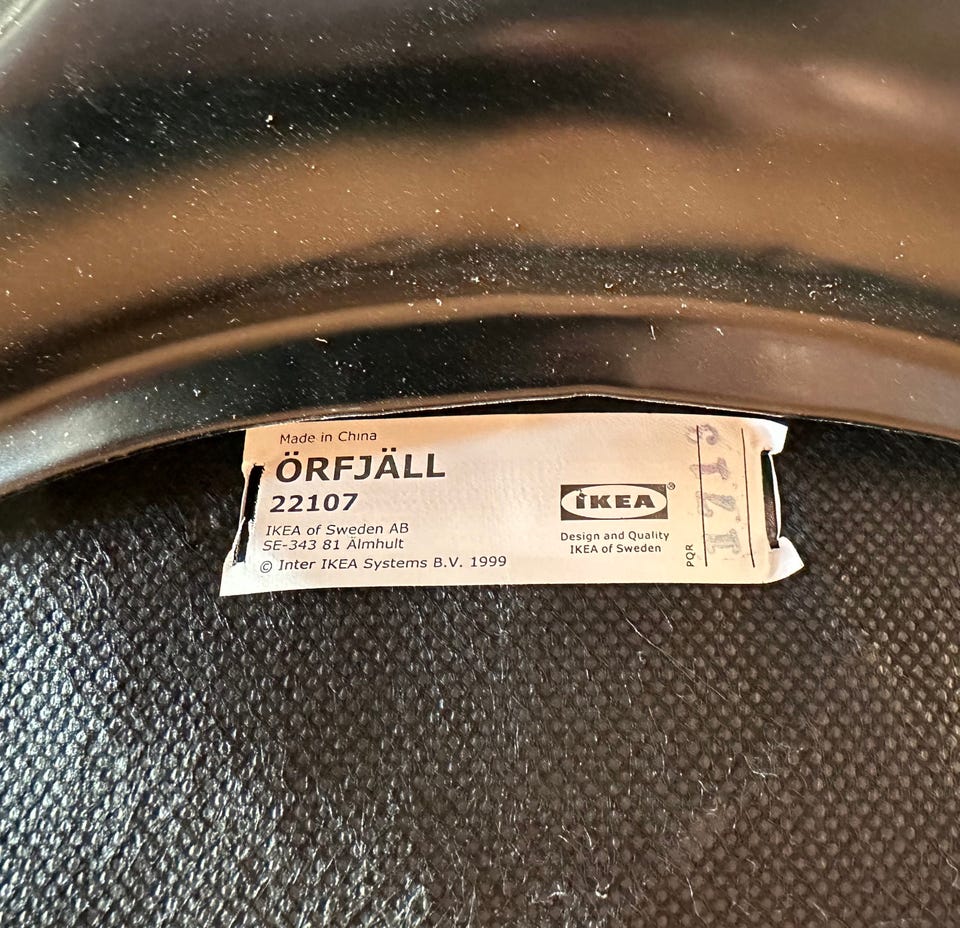 Made in China
ÖRFJÄLL
22107
IKEA of Sweden AB
SE-343 81 Älmhult
© Inter IKEA Systems B.V. 1999
IKEA®
Design and Quality
IKEA of Sweden
PQR